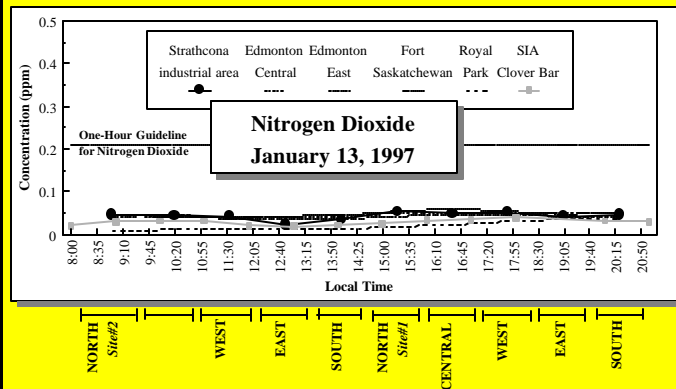 0.5
0.4
0.3
0.2
0.1
0
Concentration (ppm)
Strathcona Edmonton Edmonton Fort Royal SIA
industrial area Central East Saskatchewan Park Clover Bar
Nitrogen Dioxide
January 13, 1997
One-Hour Guideline
for Nitrogen Dioxide
8:00 8:35 9:10 9:45 10:20 10:55 11:30 12:05 12:40 13:15 13:50 14:25 15:00 15:35 16:10 16:45 17:20 17:55 18:30 19:05 19:40 20:15 20:50
Local Time
NORTH Site#2 WEST EAST SOUTH NORTH Site#1 CENTRAL WEST EAST SOUTH